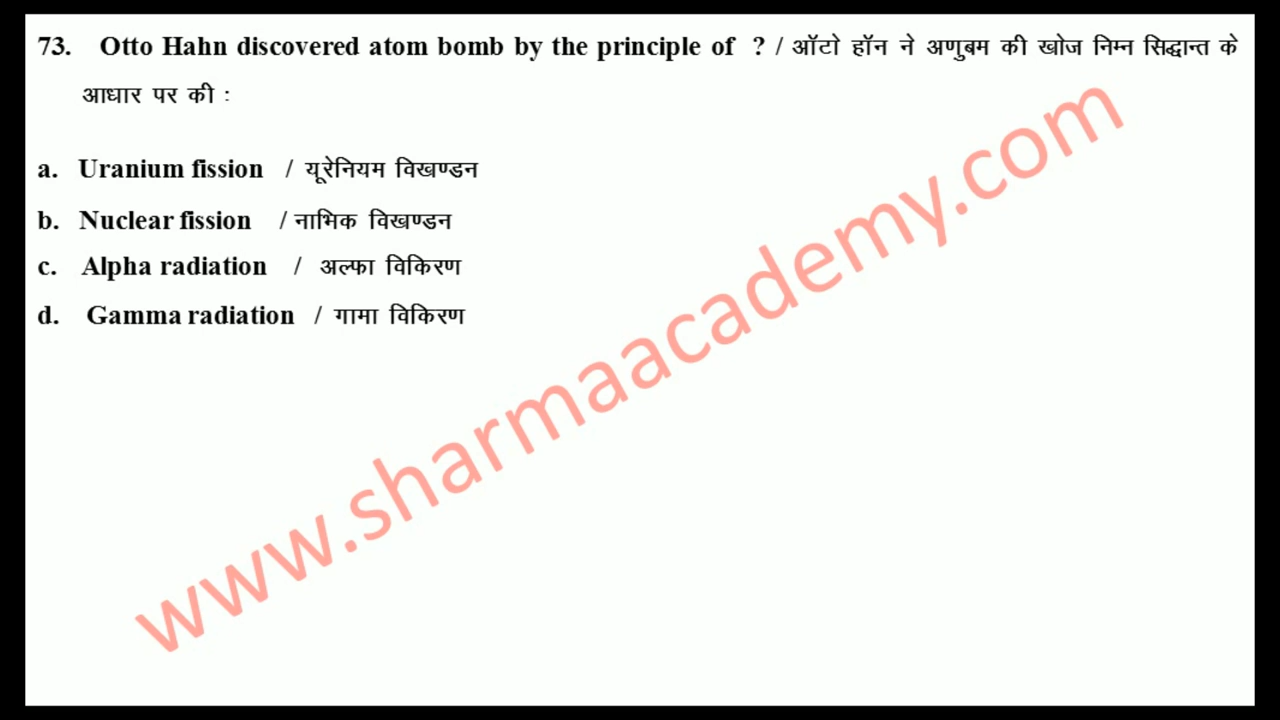 73. Otto Hahn discovered atom bomb by the principle of ? / ऑटो हॉन ने अणुबम की खोज निम्न सिद्धान्त के
आधार पर की :
a. Uranium fission / यूरेनियम विखण्डन
b. Nuclear fission / नाभिक विखण्डन
c. Alpha radiation / अल्फा विकिरण
d. Gamma radiation / गामा विकिरण
www.sharmaacademy.com